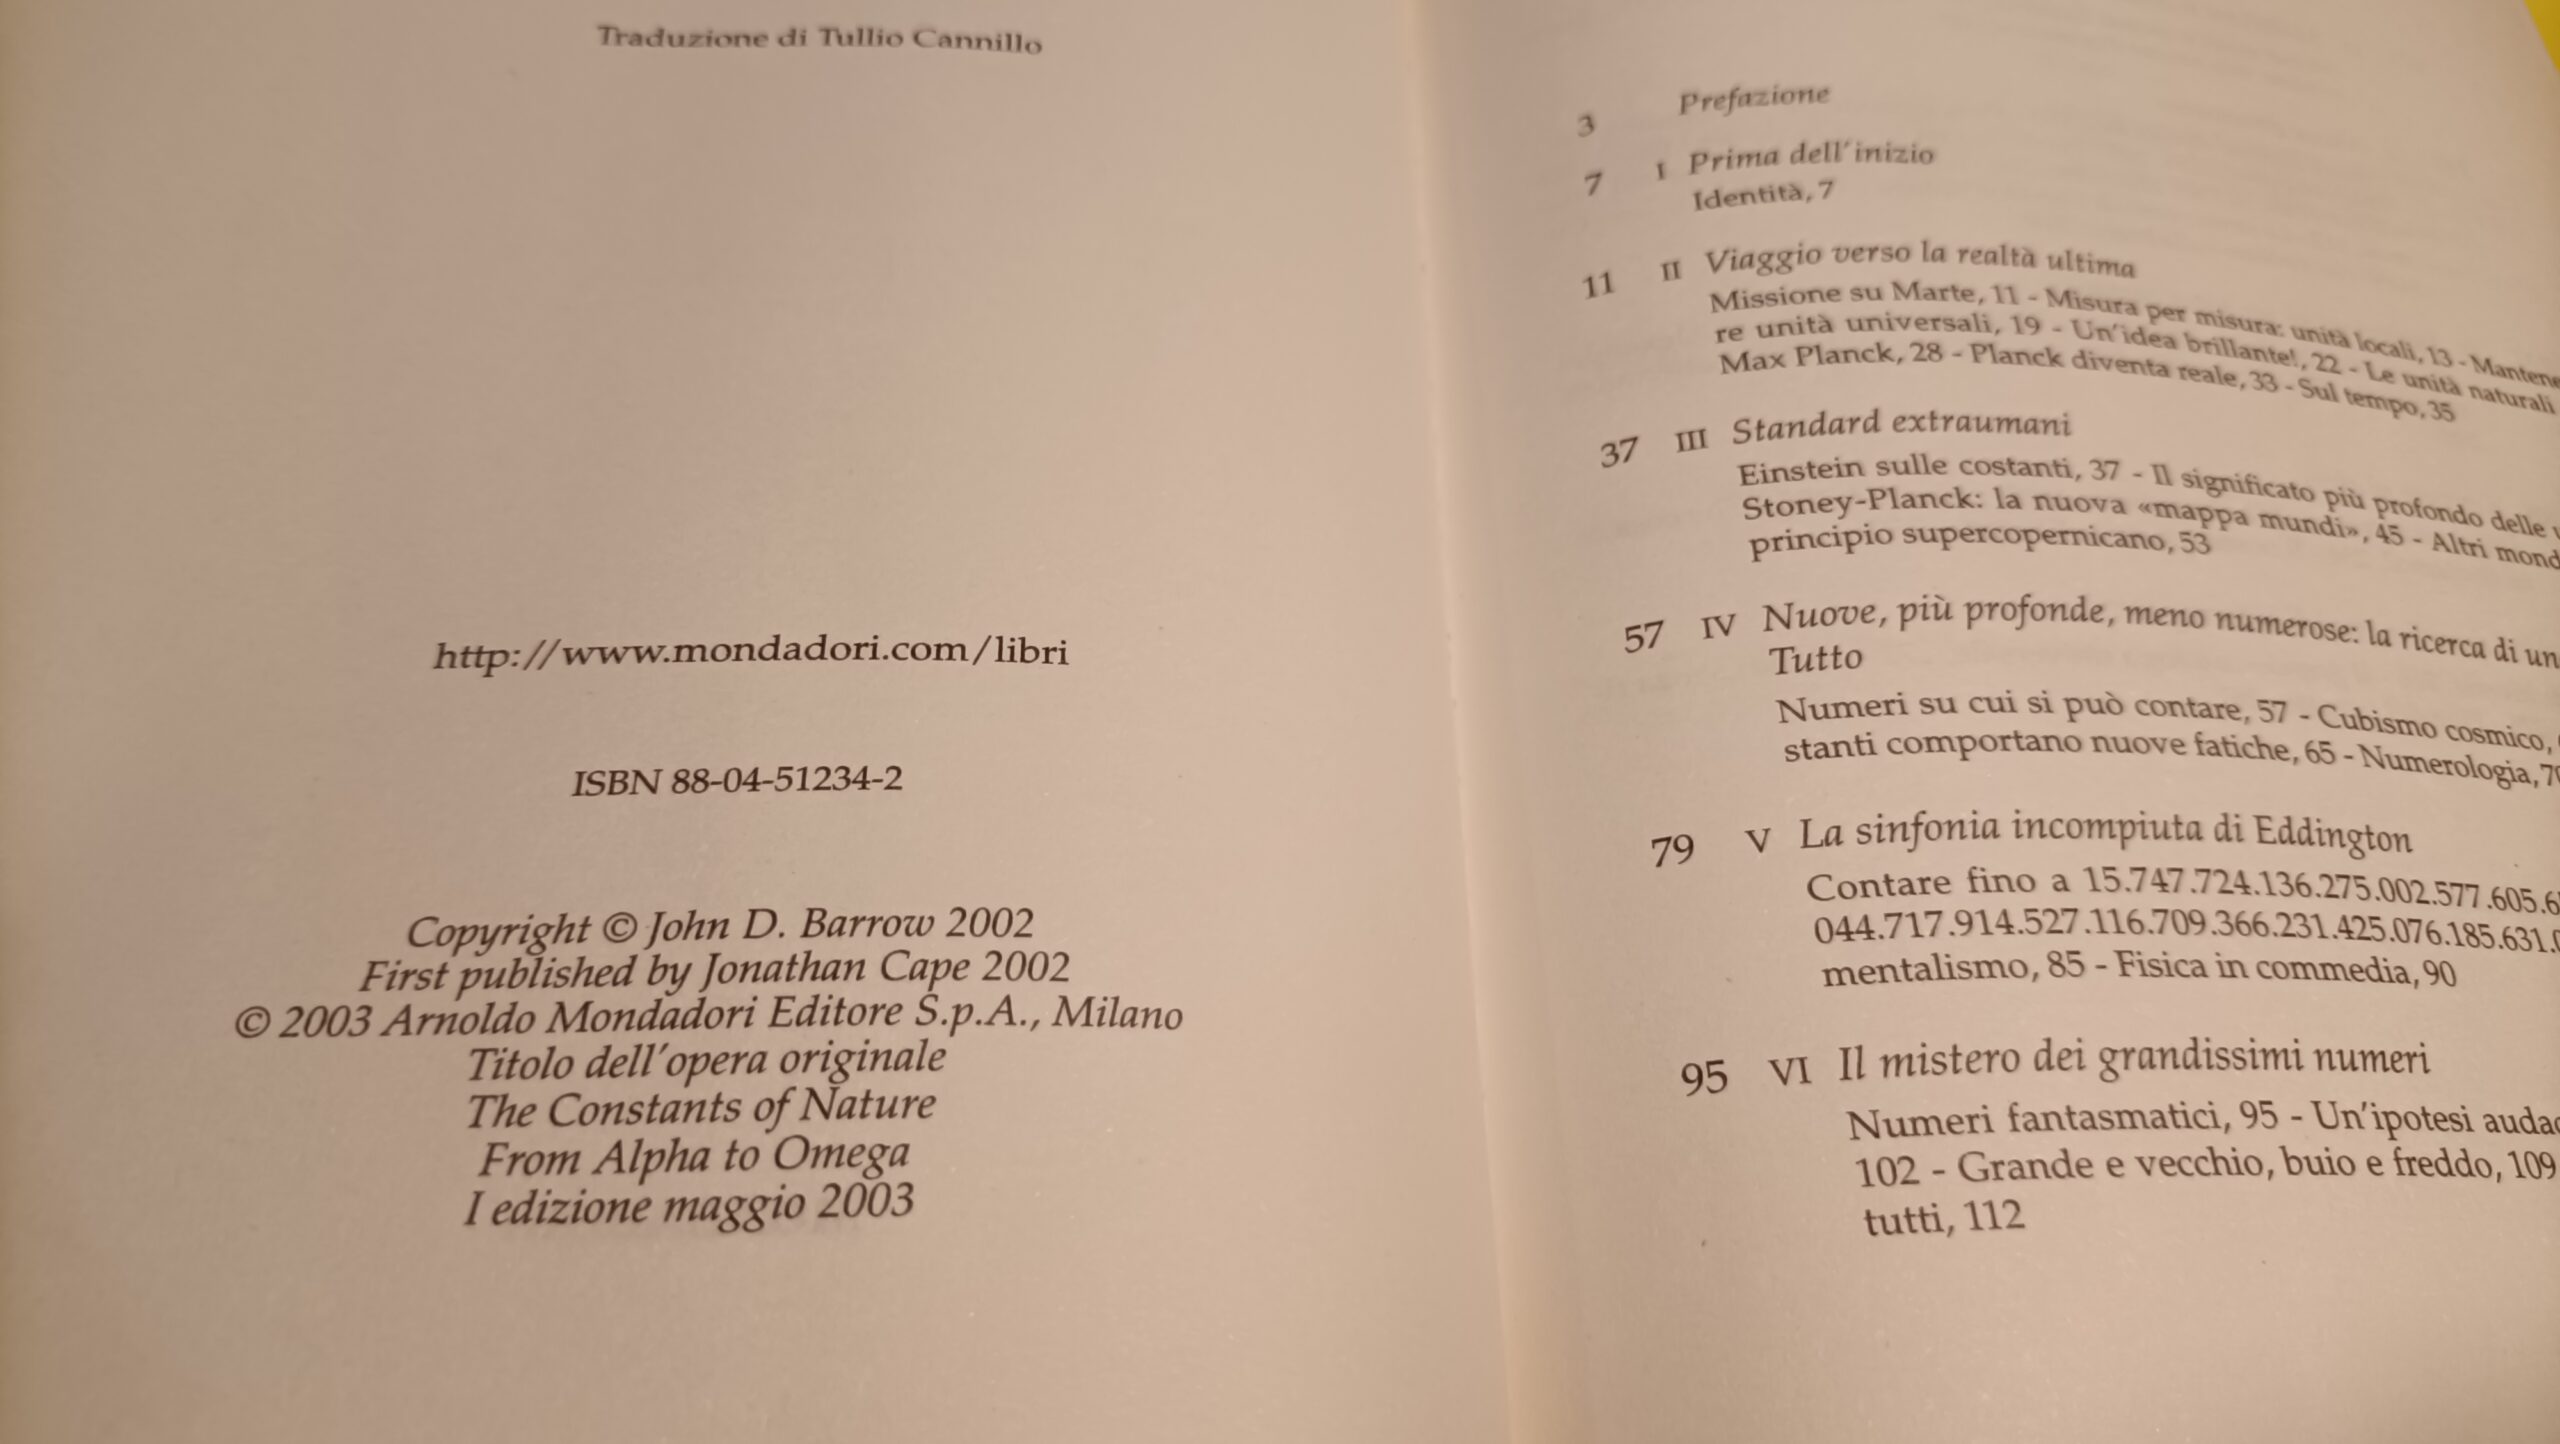 Traduzione di Tullio Cannillo
http://www.mondadori.com/libri
ISBN 88-04-51234-2
Copyright © John D. Barrow 2002
First published by Jonathan Cape 2002
© 2003 Arnoldo Mondadori Editore S.p.A., Milano
Titolo dell'opera originale
The Constants of Nature
From Alpha to Omega
I edizione maggio 2003
3 Prefazione
7 I Prima dell'inizio
Identità, 7
11 II Viaggio verso la realtà ultima
Missione su Marte, 11 - Misura per misura: unità locali, 13 - Mantene
re unità universali, 19 - Un'idea brillante!, 22 - Le unità naturali
Max Planck, 28 - Planck diventa reale, 33 - Sul tempo, 35
37 III Standard extraumani
Einstein sulle costanti, 37 - Il significato più profondo delle
Stoney-Planck: la nuova «mappa mundi», 45 - Altri mond
principio supercopernicano, 53
57 IV Nuove, più profonde, meno numerose: la ricerca di un
Tutto
Numeri su cui si può contare, 57 - Cubismo cosmico,
stanti comportano nuove fatiche, 65 - Numerologia, 70
79 V La sinfonia incompiuta di Eddington
Contare fino a 15.747.724.136.275.002.577.605.6
044.717.914.527.116.709.366.231.425.076.185.631.0
mentalismo, 85 - Fisica in commedia, 90
95 VI Il mistero dei grandissimi numeri
Numeri fantasmatici, 95 - Un'ipotesi audac
102 - Grande e vecchio, buio e freddo, 109
tutti, 112